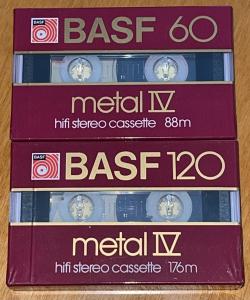 BASF
BASF 60
metal IV
hifi stereo cassette 88m
BASF
BASF 120
metal IV
hifi stereo cassette 176m